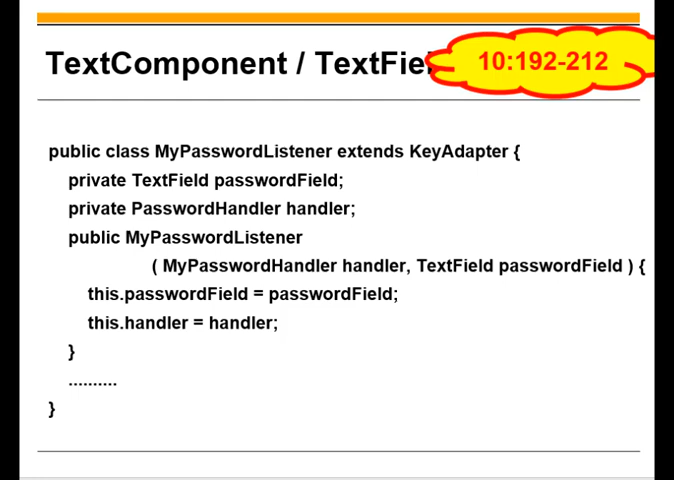 TextComponent / TextFiel
10:192-212
public class MyPasswordListener extends KeyAdapter {
private TextField passwordField;
private PasswordHandler handler;
public MyPasswordListener
( MyPasswordHandler handler, TextField passwordField ) {
this.passwordField = passwordField;
this.handler = handler;
}
..........
}